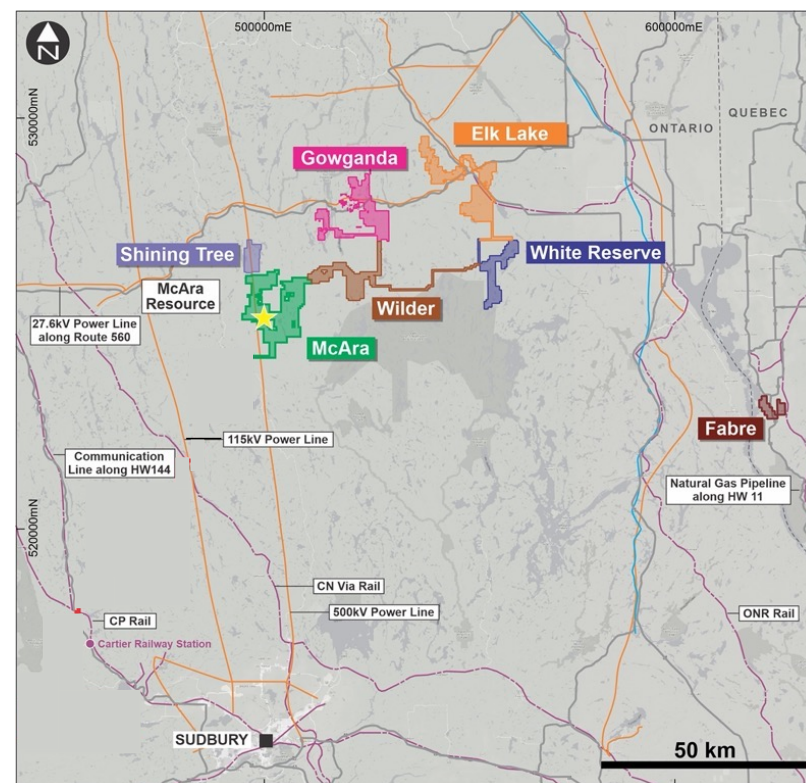 500000mE
600000mE
N
530000mN
ONTARIO
QUEBEC
Elk Lake
Gowganda
Shining Tree
White Reserve
McAra
Resource
Wilder
27.6kV Power Line
along Route 560
McAra
Fabre
115kV Power Line
Communication
Line along HW144
Natural Gas Pipeline
along HW 11
520000mN
CN Via Rail
500kV Power Line
ONR Rail
CP Rail
Cartier Railway Station
SUDBURY
50 km